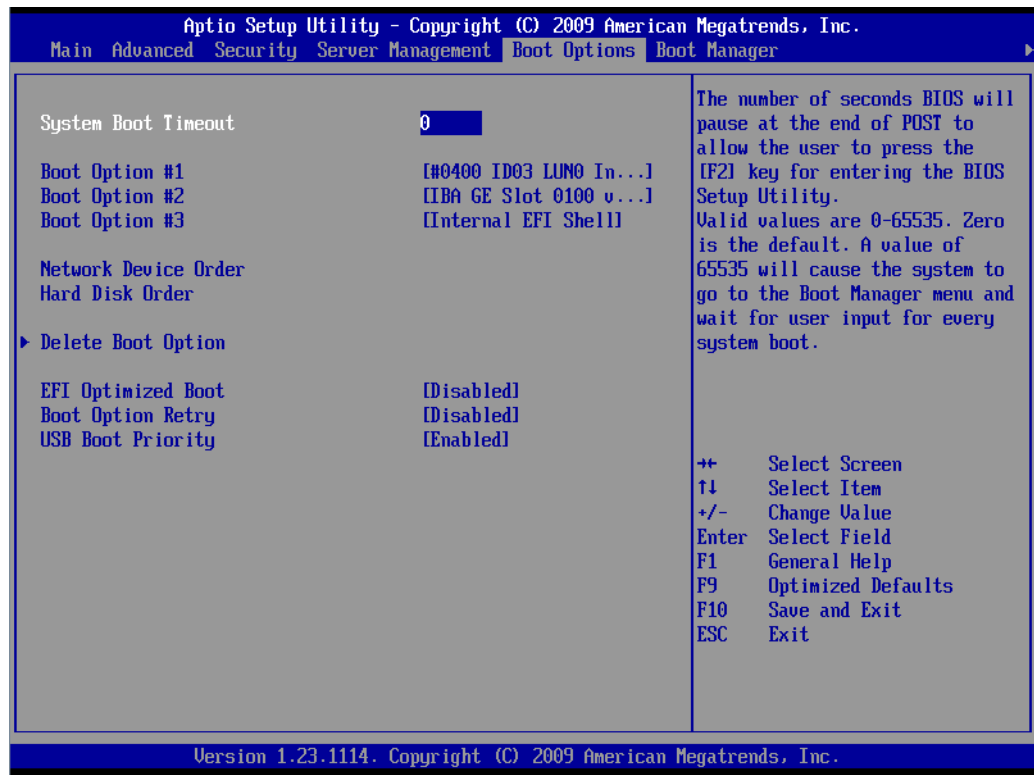 Aptio Setup Utility - Copyright (C) 2009 American Megatrends, Inc.
Main Advanced Security Server Management Boot Options Boot Manager
System Boot Timeout 0
Boot Option #1 [#0400 ID03 LUN0 In...]
Boot Option #2 [IBA GE Slot 0100 v...]
Boot Option #3 [Internal EFI Shell]
Network Device Order
Hard Disk Order
Delete Boot Option
EFI Optimized Boot [Disabled]
Boot Option Retry [Disabled]
USB Boot Priority [Enabled]
The number of seconds BIOS will
pause at the end of POST to
allow the user to press the
[F2] key for entering the BIOS
Setup Utility.
Valid values are 0-65535. Zero
is the default. A value of
65535 will cause the system to
go to the Boot Manager menu and
wait for user input for every
system boot.
→← Select Screen
↑↓ Select Item
+/- Change Value
Enter Select Field
F1 General Help
F9 Optimized Defaults
F10 Save and Exit
ESC Exit
Version 1.23.1114. Copyright (C) 2009 American Megatrends, Inc.